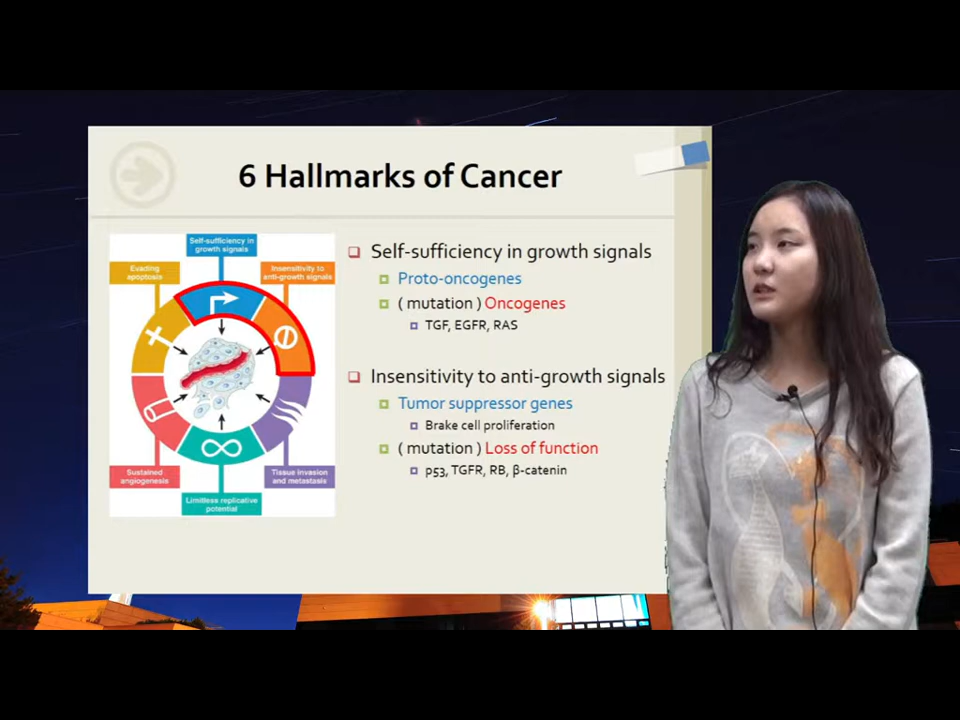 6 Hallmarks of Cancer
Self-sufficiency in
growth signals
Evading
apoptosis
Insensitivity to
anti-growth signals
Sustained
angiogenesis
Tissue invasion
and metastasis
Limitless replicative
potential
Self-sufficiency in growth signals
Proto-oncogenes
( mutation ) Oncogenes
TGF, EGFR, RAS
Insensitivity to anti-growth signals
Tumor suppressor genes
Brake cell proliferation
( mutation ) Loss of function
p53, TGFR, RB, β-catenin